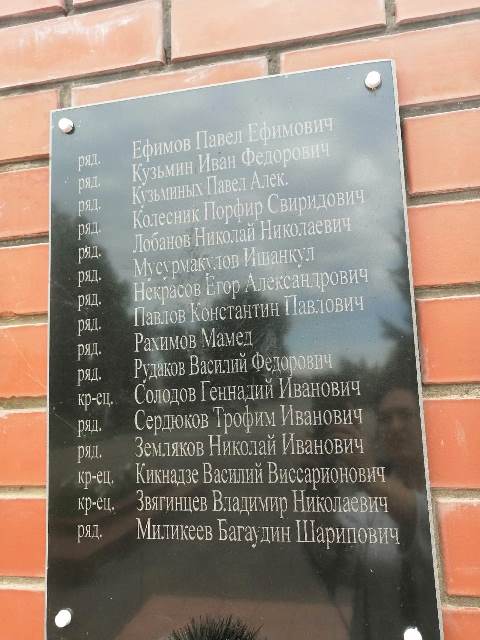 ряд. Ефимов Павел Ефимович
ряд. Кузьмин Иван Федорович
ряд. Кузьминых Павел Алек.
ряд. Колесник Порфир Свиридович
ряд. Лобанов Николай Николаевич
ряд. Мусурмакулов Ишанкул
ряд. Некрасов Егор Александрович
ряд. Павлов Константин Павлович
ряд. Рахимов Мамед
ряд. Рудаков Василий Федорович
кр-ец. Солодов Геннадий Иванович
ряд. Сердюков Трофим Иванович
ряд. Земляков Николай Иванович
кр-ец. Кикнадзе Василий Виссарионович
кр-ец. Звягинцев Владимир Николаевич
ряд. Миликеев Багаудин Шарипович